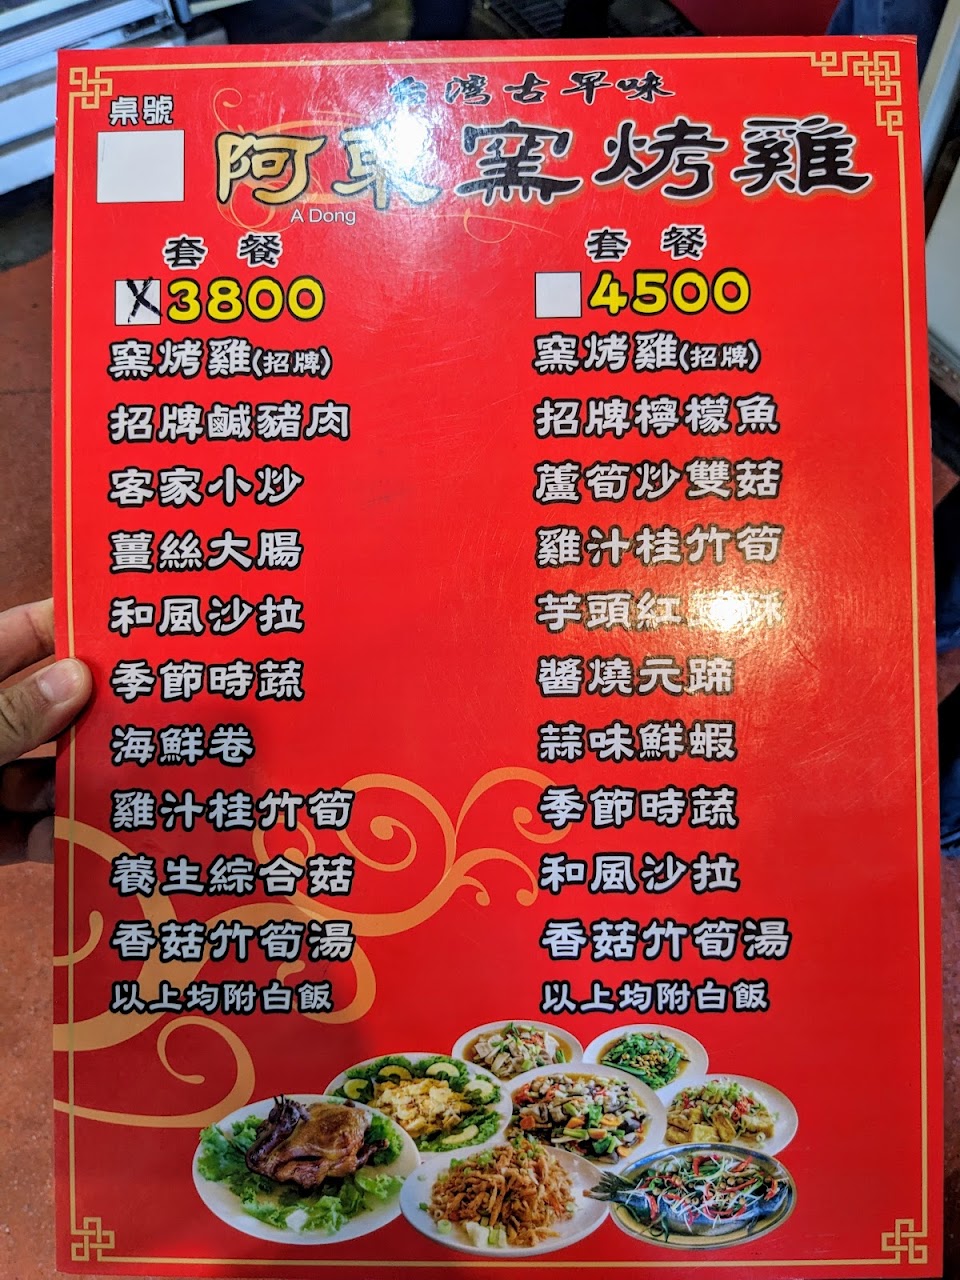 台灣古早味
桌號
阿東窯烤雞
A Dong
套餐
X 3800
窯烤雞(招牌)
招牌鹹豬肉
客家小炒
薑絲大腸
和風沙拉
季節時蔬
海鮮卷
雞汁桂竹筍
養生綜合菇
香菇竹筍湯
以上均附白飯
套餐
4500
窯烤雞(招牌)
招牌檸檬魚
蘆筍炒雙菇
雞汁桂竹筍
芋頭紅酥
醬燒元蹄
蒜味鮮蝦
季節時蔬
和風沙拉
香菇竹筍湯
以上均附白飯